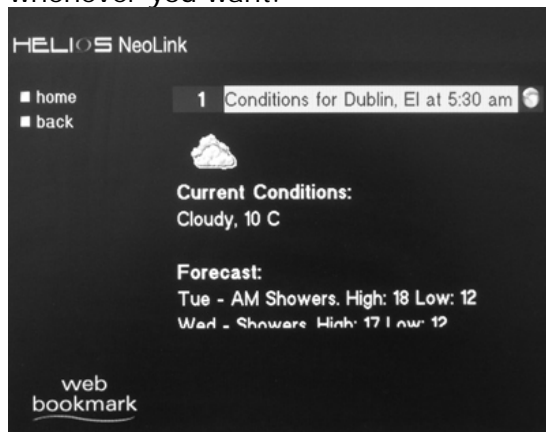 whenever you want.
HELIOS NeoLink
home
back
1 Conditions for Dublin, EI at 5:30 am
Current Conditions:
Cloudy, 10 C
Forecast:
Tue - AM Showers. High: 18 Low: 12
Wed - Showers. High: 17 Low: 12
web
bookmark